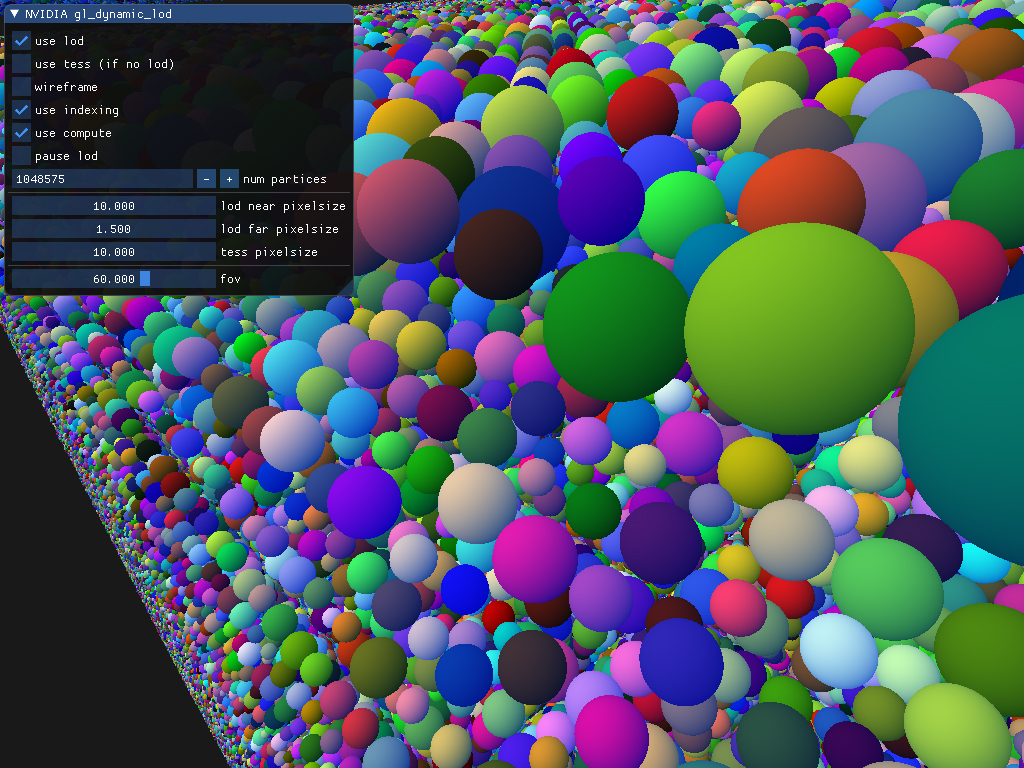 NVIDIA gl_dynamic_lod
use lod
use tess (if no lod)
wireframe
use indexing
use compute
pause lod
1048575 - + num partices
10.000 lod near pixelsize
1.500 lod far pixelsize
10.000 tess pixelsize
60.000 fov